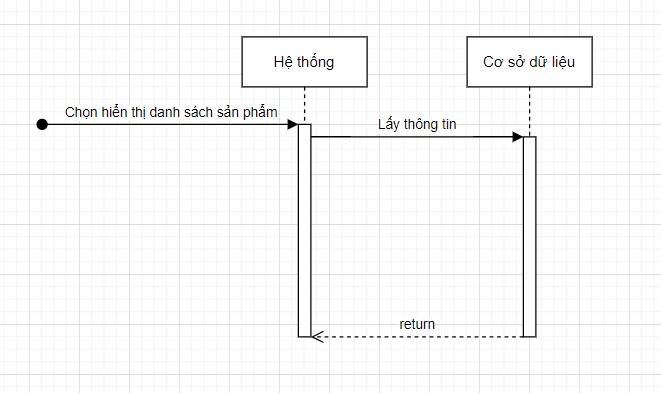 Hệ thống
Cơ sở dữ liệu
Chọn hiển thị danh sách sản phẩm
Lấy thông tin
return